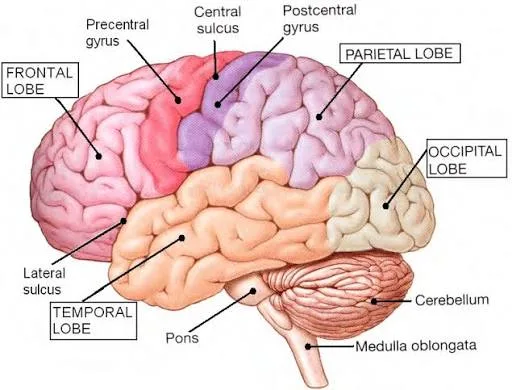 Precentral
gyrus
Central
sulcus
Postcentral
gyrus
PARIETAL LOBE
FRONTAL
LOBE
OCCIPITAL
LOBE
Lateral
sulcus
TEMPORAL
LOBE
Pons
Cerebellum
Medulla oblongata